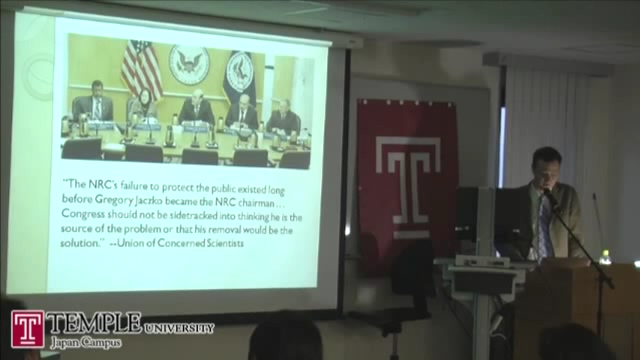 "The NRC's failure to protect the public existed long
before Gregory Jaczko became the NRC chairman...
Congress should not be sidetracked into thinking he is the
source of the problem or that his removal would be the
solution." --Union of Concerned Scientists
T
T TEMPLE UNIVERSITY
Japan Campus